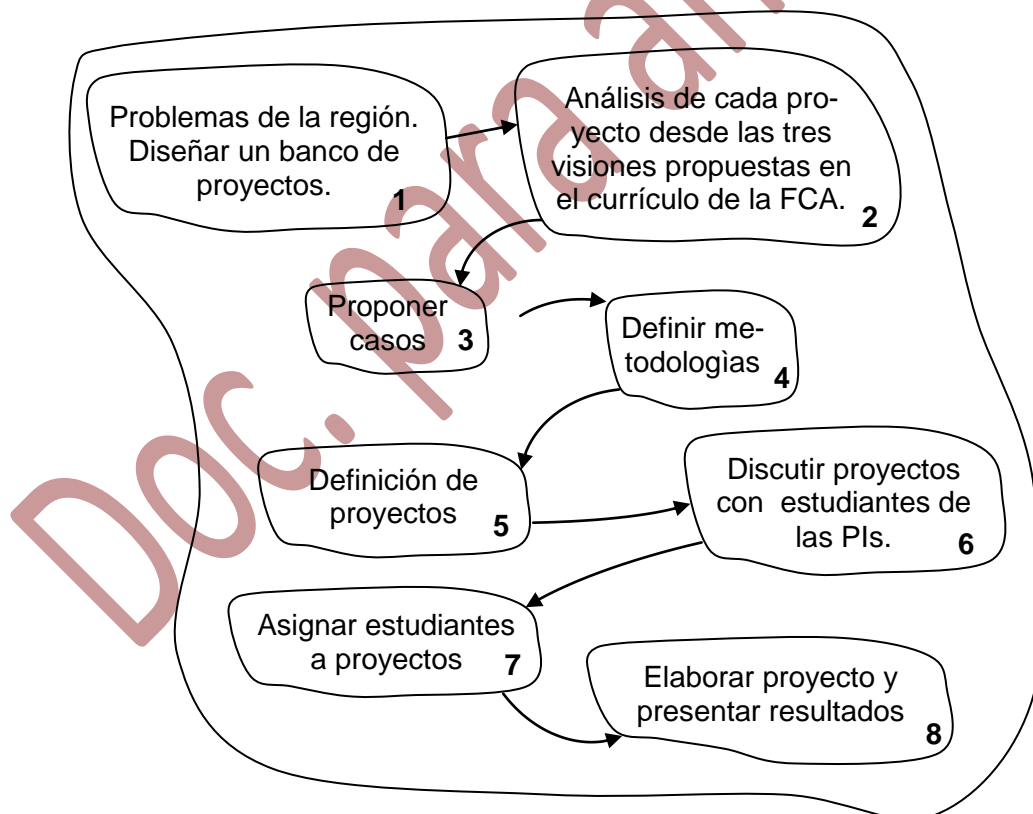 Problemas de la región.
Diseñar un banco de
proyectos.
1
Análisis de cada pro-
yecto desde las tres
visiones propuestas en
el currículo de la FCA.
2
Proponer
casos
3
Definir me-
todologìas
4
Definición de
proyectos
5
Discutir proyectos
con estudiantes de
las PIs.
6
Asignar estudiantes
a proyectos
7
Elaborar proyecto y
presentar resultados
8
Doc. para